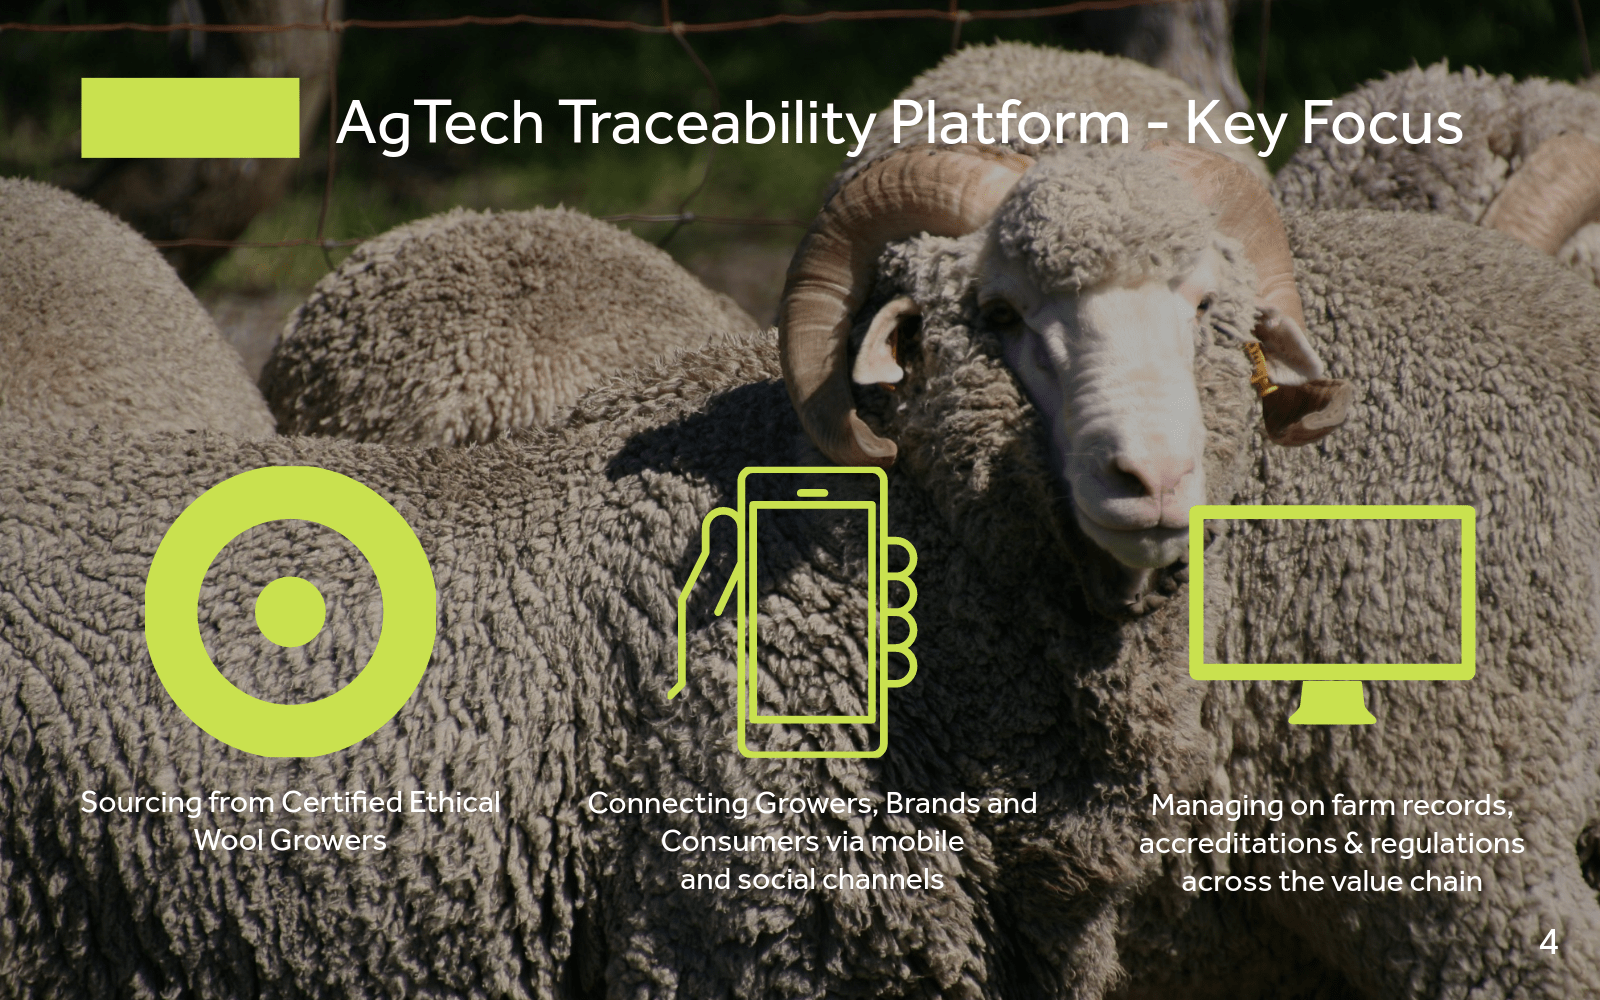 AgTech Traceability Platform - Key Focus
Sourcing from Certified Ethical
Wool Growers
Connecting Growers, Brands and
Consumers via mobile
and social channels
Managing on farm records,
accreditations & regulations
across the value chain
4